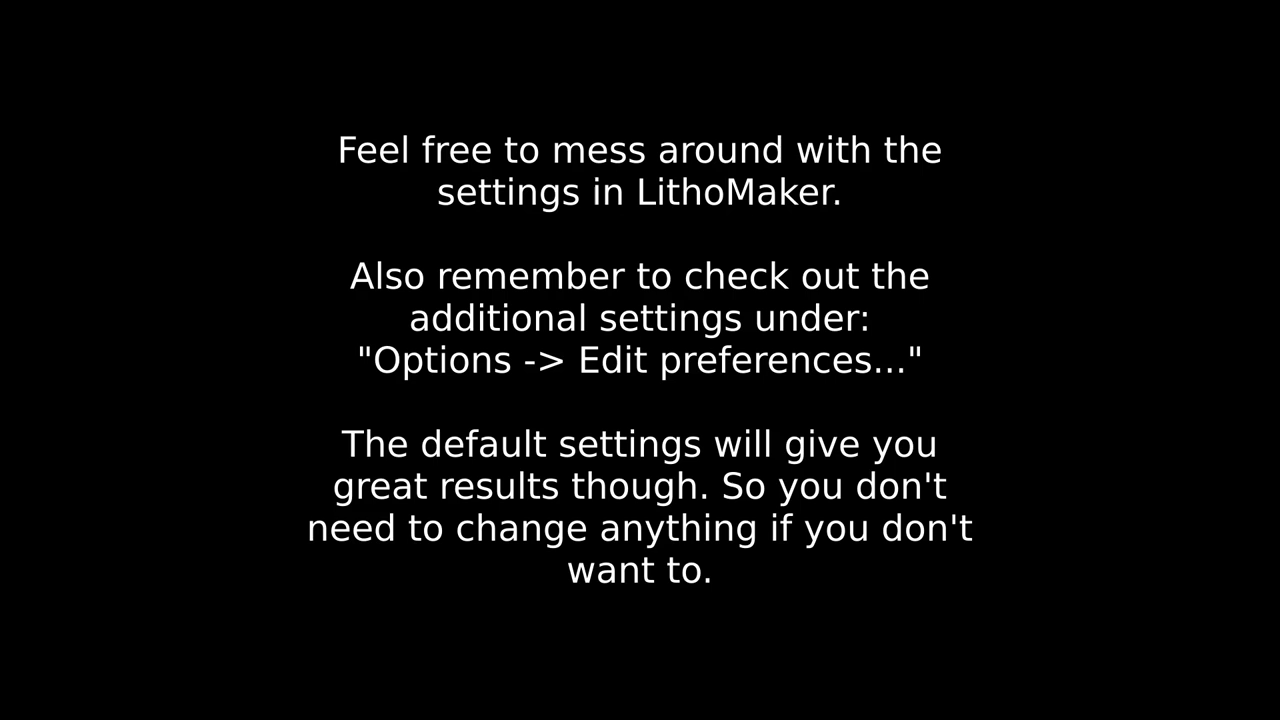 Feel free to mess around with the
settings in LithoMaker.
Also remember to check out the
additional settings under:
"Options -> Edit preferences..."
The default settings will give you
great results though. So you don't
need to change anything if you don't
want to.